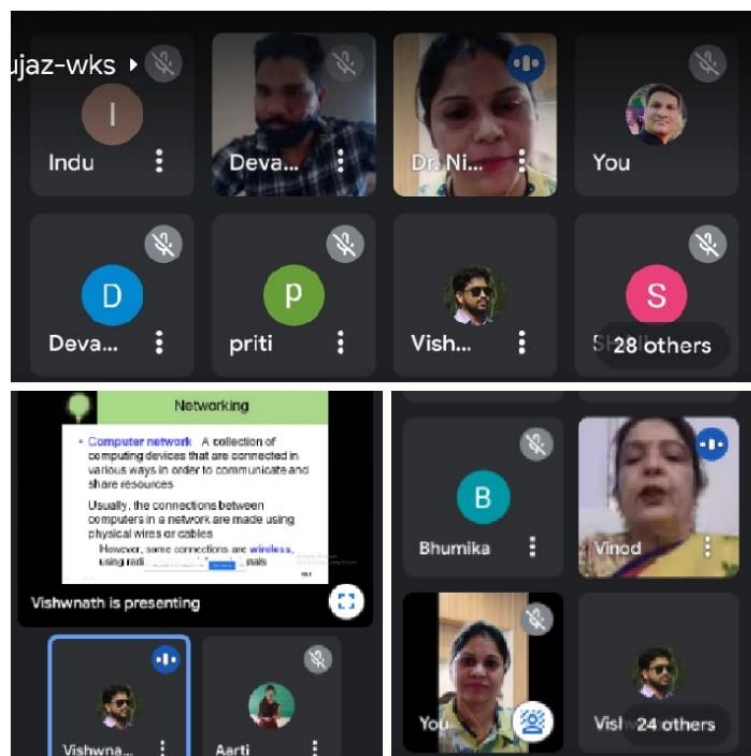 ujaz-wks
I
Indu
Deva...
Dr. Ni...
You
D
Deva...
p
priti
Vish...
S
28 others
Networking
• Computer network A collection of
computing devices that are connected in
various ways in order to communicate and
share resources
Usually, the connections between
computers in a network are made using
physical wires or cables
However, some connections are wireless,
using
Vishwnath is presenting
Vishwna...
Aarti
B
Bhumika
Vinod
You
24 others